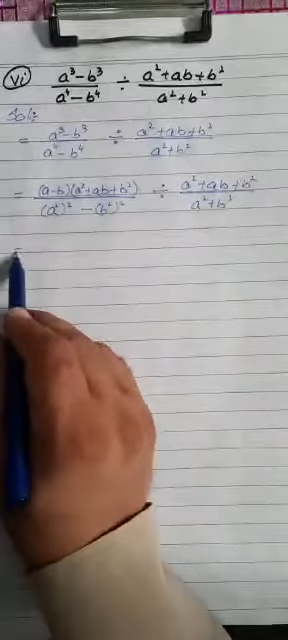 (vi) a³-b³/a⁴-b⁴ ÷ a²+ab+b²/a²+b²
Sol:
= a³-b³/a⁴-b⁴ ÷ a²+ab+b²/a²+b²
= (a-b)(a²+ab+b²)/(a²)²-(b²)² ÷ a²+ab+b²/a²+b²